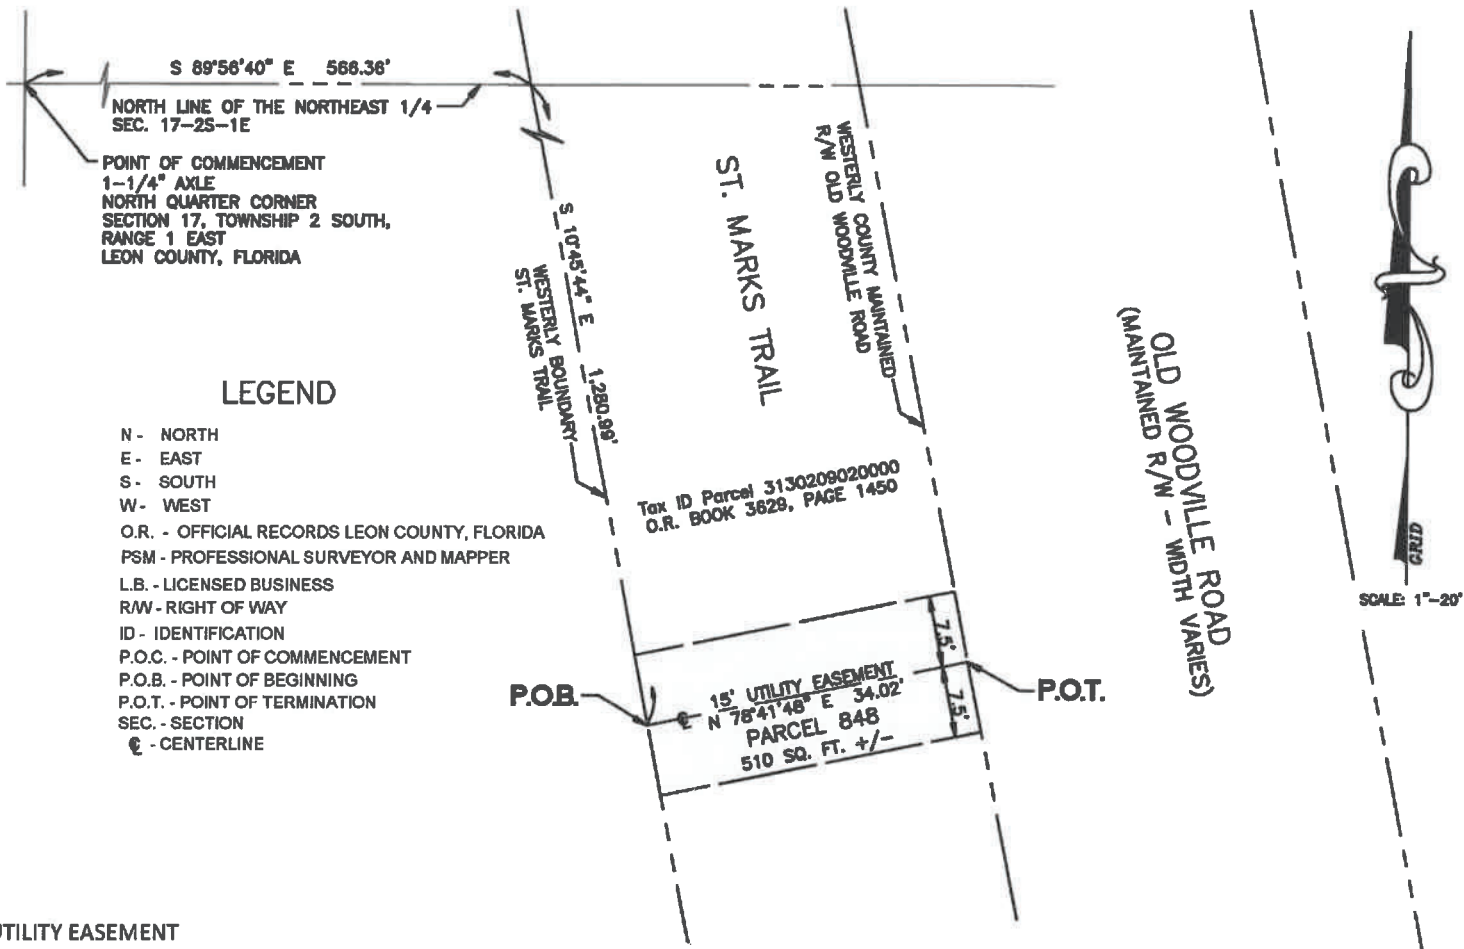 S 89°56'40" E 566.36'
NORTH LINE OF THE NORTHEAST 1/4
SEC. 17-2S-1E
POINT OF COMMENCEMENT
1-1/4" AXLE
NORTH QUARTER CORNER
SECTION 17, TOWNSHIP 2 SOUTH,
RANGE 1 EAST
LEON COUNTY, FLORIDA
S 10°45'44" E 1,280.99'
WESTERLY BOUNDARY
ST. MARKS TRAIL
ST. MARKS TRAIL
WESTERLY COUNTY MAINTAINED
R/W OLD WOODVILLE ROAD
OLD WOODVILLE ROAD
(MAINTAINED R/W - WIDTH VARIES)
GRID
SCALE: 1"-20'
LEGEND
N - NORTH
E - EAST
S - SOUTH
W - WEST
O.R. - OFFICIAL RECORDS LEON COUNTY, FLORIDA
PSM - PROFESSIONAL SURVEYOR AND MAPPER
L.B. - LICENSED BUSINESS
R/W - RIGHT OF WAY
ID - IDENTIFICATION
P.O.C. - POINT OF COMMENCEMENT
P.O.B. - POINT OF BEGINNING
P.O.T. - POINT OF TERMINATION
SEC. - SECTION
℄ - CENTERLINE
Tax ID Parcel 3130209020000
O.R. BOOK 3629, PAGE 1450
P.O.B.
℄
15' UTILITY EASEMENT
N 78°41'48" E 34.02'
PARCEL 848
510 SQ. FT. +/-
7.5'
7.5'
P.O.T.
UTILITY EASEMENT